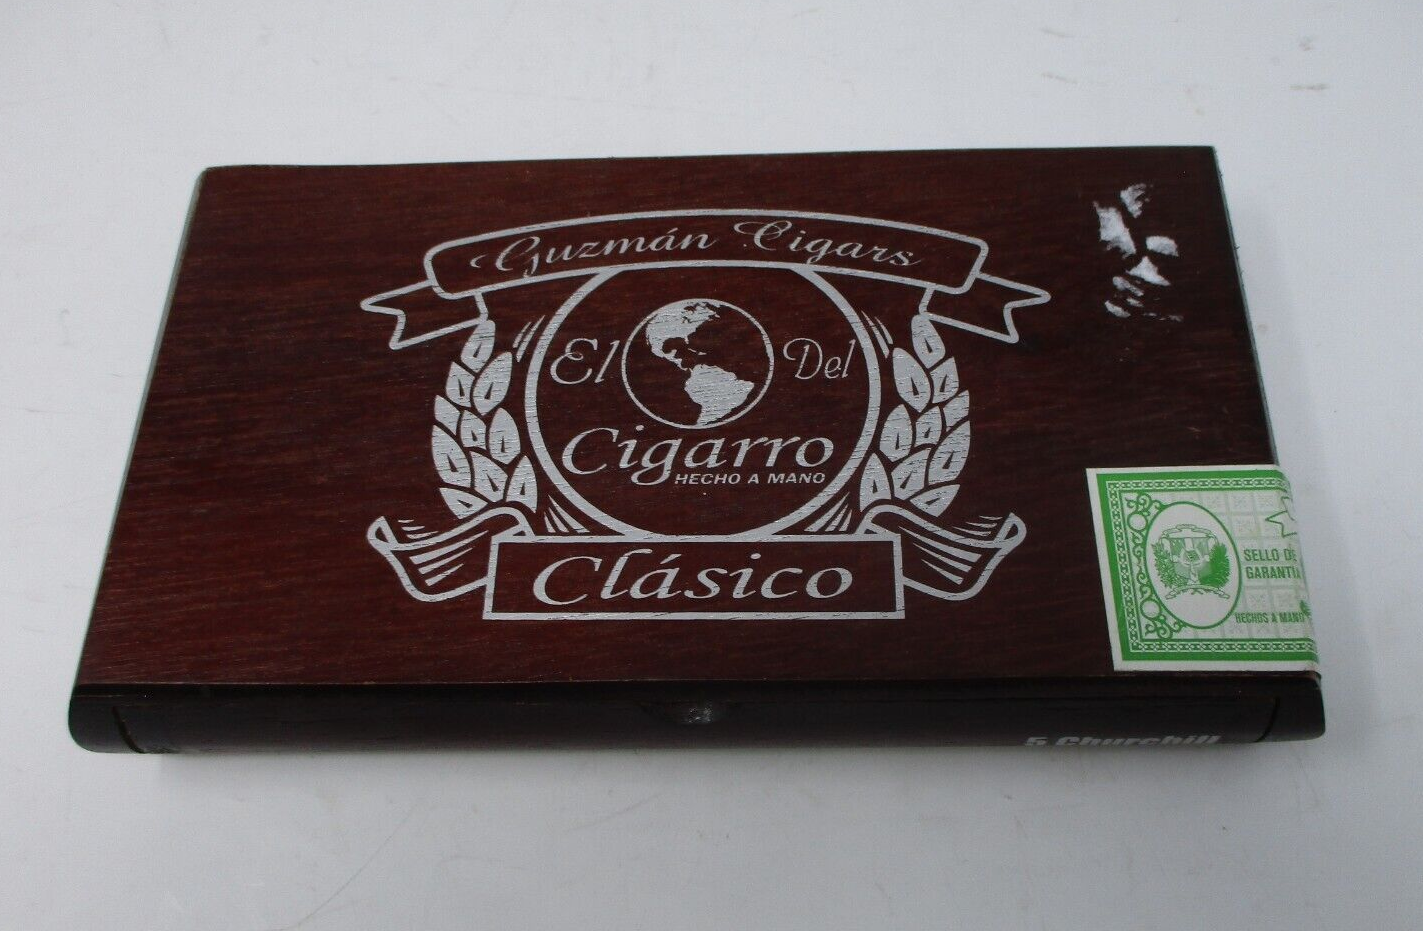 Guzmán Cigars
El Del
Cigarro
HECHO A MANO
Clásico
SELLO DE
GARANTIA
HECHOS A MANO
5 Churchill